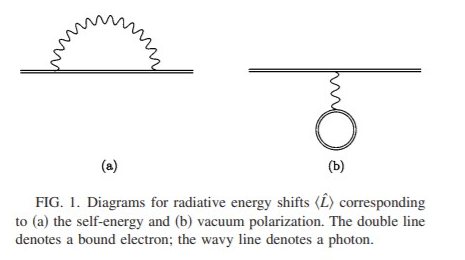 (a)
(b)
FIG. 1. Diagrams for radiative energy shifts ⟨L̂⟩ corresponding
to (a) the self-energy and (b) vacuum polarization. The double line
denotes a bound electron; the wavy line denotes a photon.